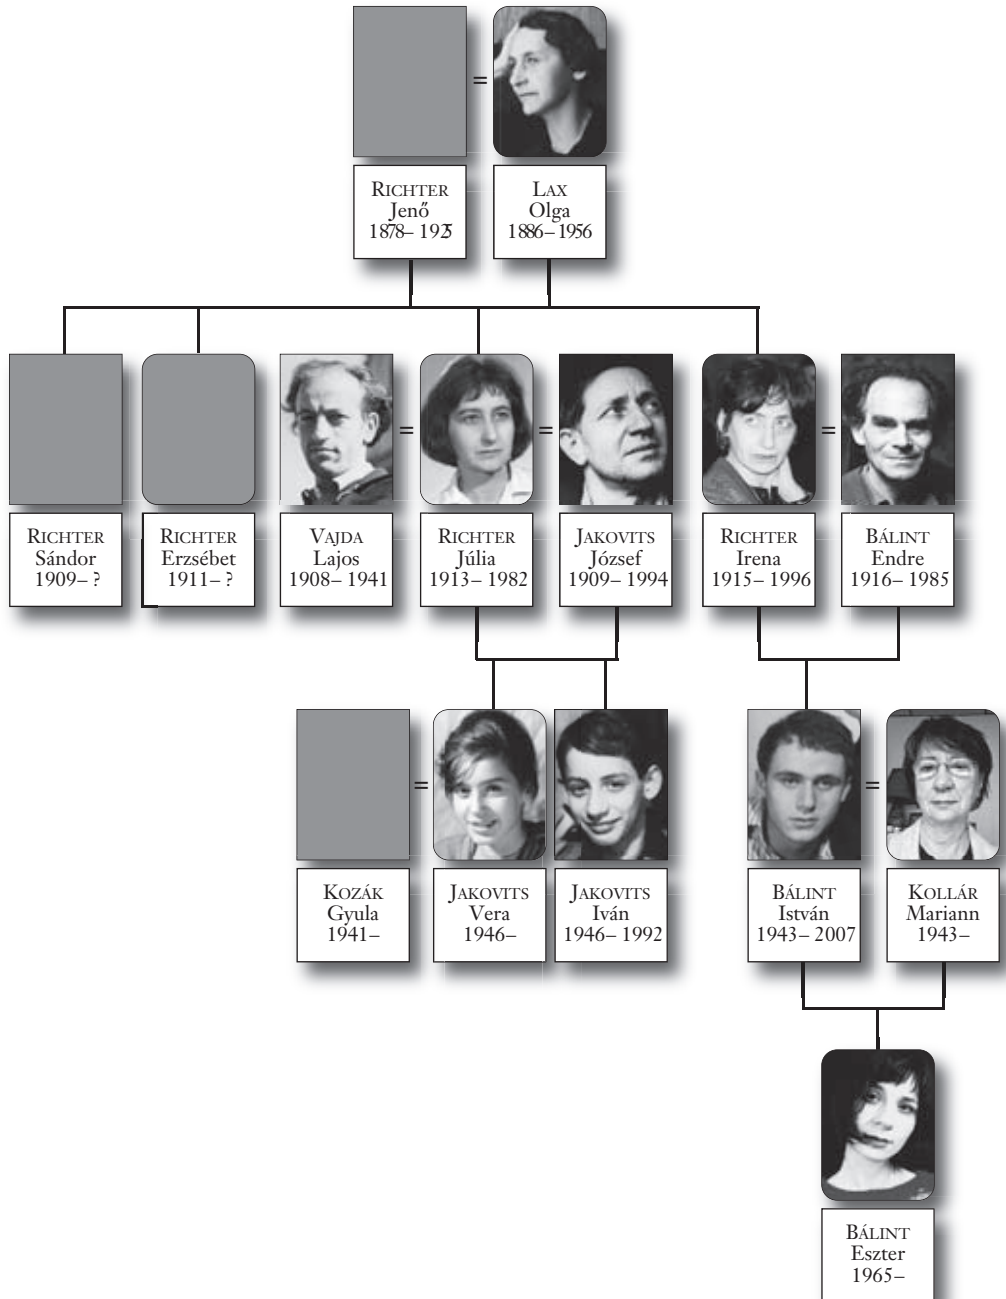 =
RICHTER
Jenő
1878– 1925
LAX
Olga
1886– 1956
=
=
=
RICHTER
Sándor
1909– ?
RICHTER
Erzsébet
1911– ?
VAJDA
Lajos
1908– 1941
RICHTER
Júlia
1913– 1982
JAKOVITS
József
1909– 1994
RICHTER
Irena
1915– 1996
BÁLINT
Endre
1916– 1985
=
=
KOZÁK
Gyula
1941–
JAKOVITS
Vera
1946–
JAKOVITS
Iván
1946– 1992
BÁLINT
István
1943– 2007
KOLLÁR
Mariann
1943–
BÁLINT
Eszter
1965–